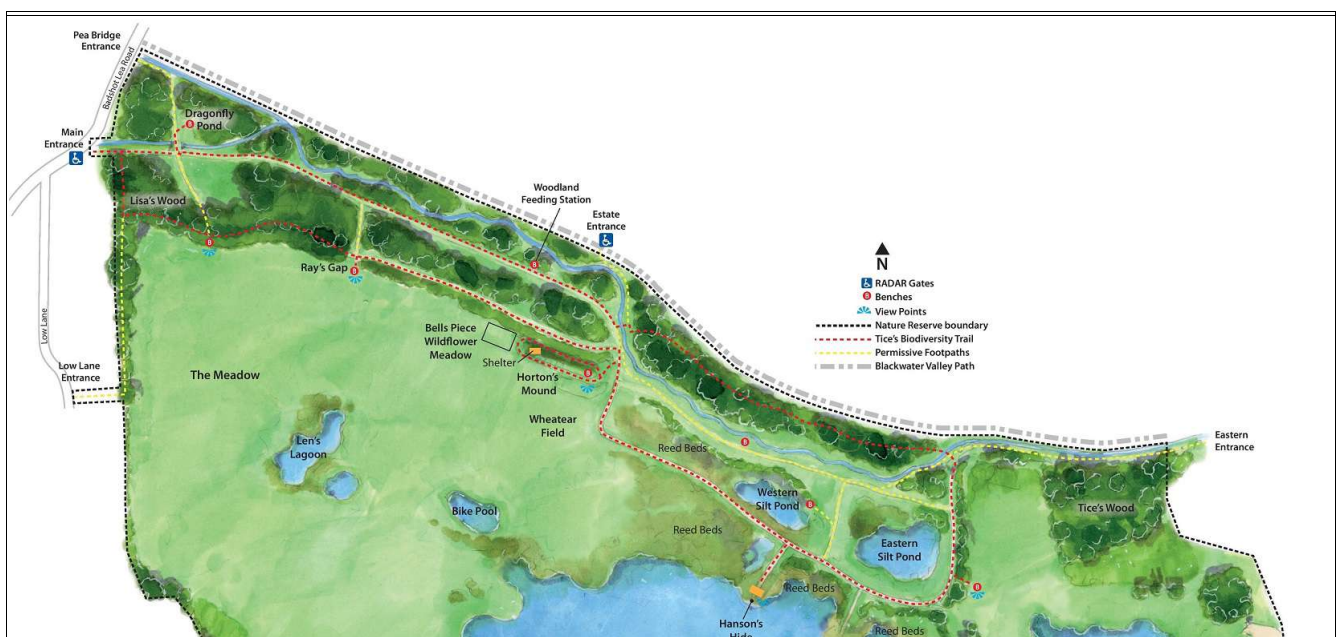 Pea Bridge
Entrance
Badshot Lea Road
Dragonfly
Pond
B
Main
Entrance
Lisa's Wood
B
Woodland
Feeding Station
Estate
Entrance
B
Ray's Gap
B
N
RADAR Gates
B Benches
View Points
Nature Reserve boundary
Tice's Biodiversity Trail
Permissive Footpaths
Blackwater Valley Path
Low Lane
Low Lane
Entrance
The Meadow
Bells Piece
Wildflower
Meadow
Shelter
Horton's
Mound
B
Wheatear
Field
Len's
Lagoon
Reed Beds
B
Eastern
Entrance
Bike Pool
Western
Silt Pond
B
Tice's Wood
Reed Beds
Eastern
Silt Pond
Reed Beds
B
Hanson's
Hide
Reed Beds